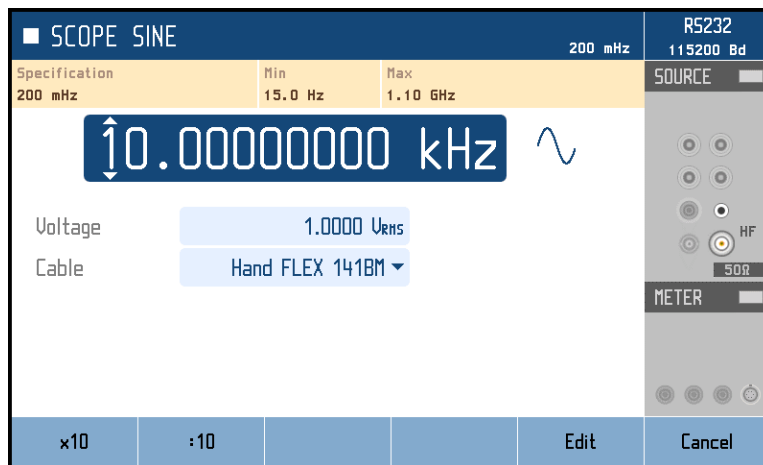 SCOPE SINE
200 mHz
RS232
115200 Bd
Specification Min Max
200 mHz 15.0 Hz 1.10 GHz
SOURCE
10.00000000 kHz
Voltage 1.0000 VRMS
HF
Cable Hand FLEX 141BM
50Ω
METER
x10 :10 Edit Cancel